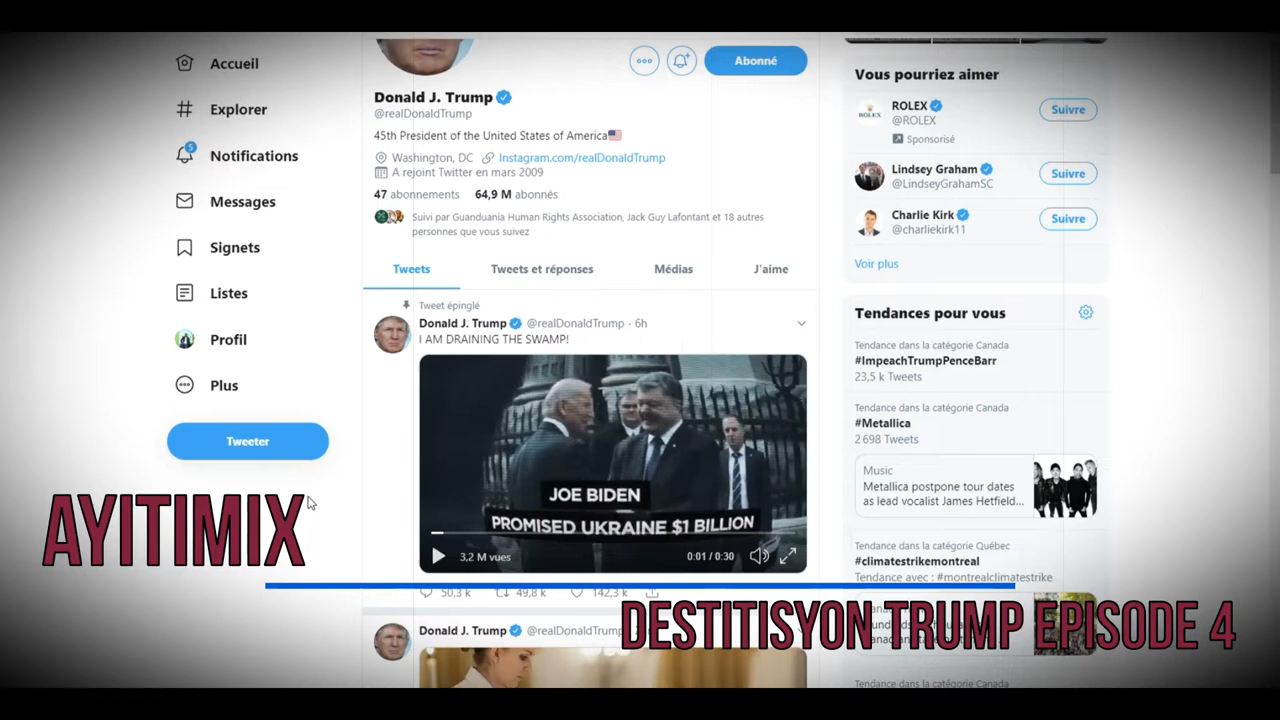 Accueil
Explorer
5
Notifications
Messages
Signets
Listes
Profil
Plus
Tweeter
Abonné
Donald J. Trump
@realDonaldTrump
45th President of the United States of America
Washington, DC Instagram.com/realDonaldTrump
A rejoint Twitter en mars 2009
47 abonnements 64,9 M abonnés
Suivi par Guanduania Human Rights Association, Jack Guy Lafontant et 18 autres
personnes que vous suivez
Tweets Tweets et réponses Médias J'aime
Tweet épinglé
Donald J. Trump @realDonaldTrump · 6h
I AM DRAINING THE SWAMP!
JOE BIDEN
PROMISED UKRAINE $1 BILLION
3,2 M vues 0:01 / 0:30
50,3 k 49,8 k 142,3 k
Donald J. Trump @realDonaldTrump
Vous pourriez aimer
ROLEX
ROLEX
@ROLEX
Sponsorisé
Suivre
Lindsey Graham
@LindseyGrahamSC
Suivre
Charlie Kirk
@charliekirk11
Suivre
Voir plus
Tendances pour vous
Tendance dans la catégorie Canada
#ImpeachTrumpPenceBarr
23,5 k Tweets
Tendance dans la catégorie Canada
#Metallica
2 698 Tweets
Music
Metallica postpone tour dates
as lead vocalist James Hetfield...
Tendance dans la catégorie Québec
#climatestrikemontreal
Tendance avec : #montrealclimatestrike
Tendance dans la catégorie Canada
AYITIMIX
DESTITISYON TRUMP EPISODE 4